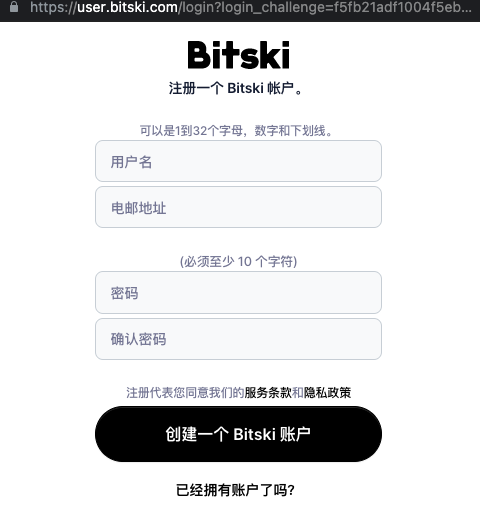 https://user.bitski.com/login?login_challenge=f5fb21adf1004f5eb...
Bitski
注册一个 Bitski 帐户。
可以是1到32个字母，数字和下划线。
用户名
电邮地址
(必须至少 10 个字符)
密码
确认密码
注册代表您同意我们的服务条款和隐私政策
创建一个 Bitski 账户
已经拥有账户了吗?